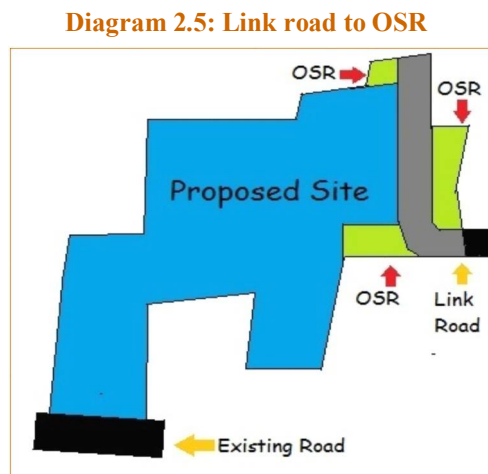 Diagram 2.5: Link road to OSR
OSR
OSR
Proposed Site
OSR
Link
Road
Existing Road